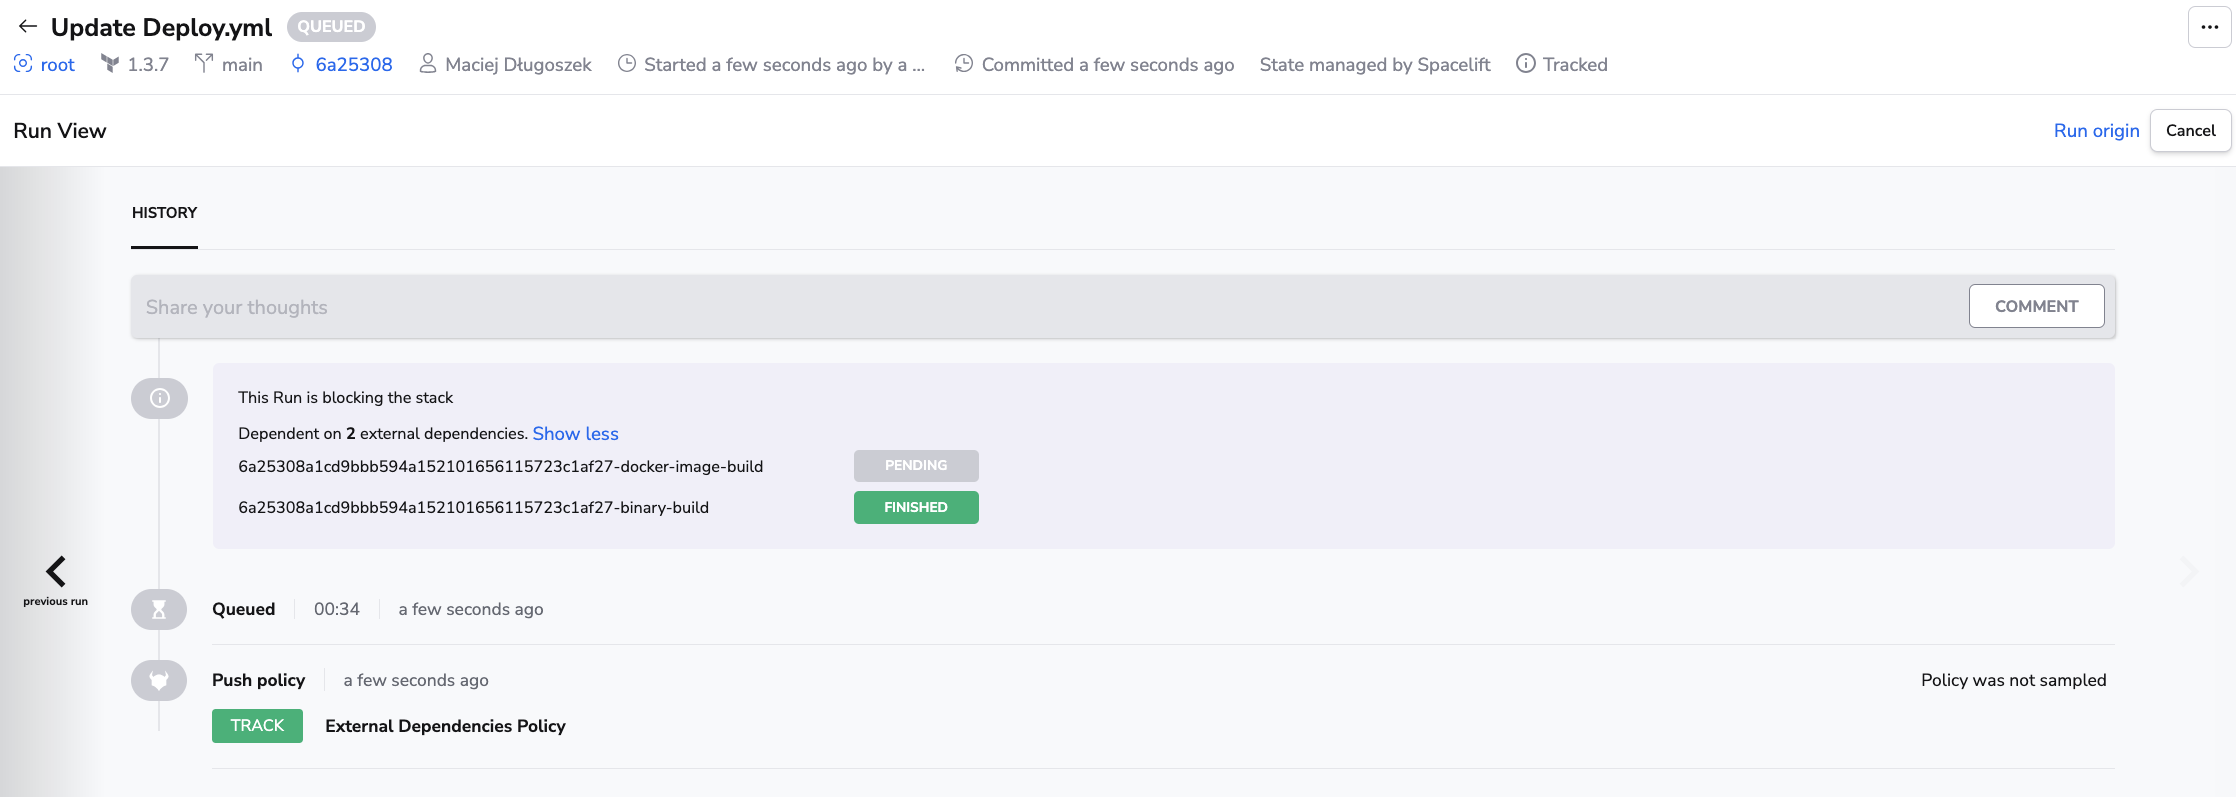 Update Deploy.yml QUEUED
root 1.3.7 main 6a25308 Maciej Długoszek Started a few seconds ago by a ... Committed a few seconds ago State managed by Spacelift Tracked
Run View Run origin Cancel
HISTORY
Share your thoughts COMMENT
This Run is blocking the stack
Dependent on 2 external dependencies. Show less
6a25308a1cd9bbb594a152101656115723c1af27-docker-image-build PENDING
6a25308a1cd9bbb594a152101656115723c1af27-binary-build FINISHED
previous run
Queued 00:34 a few seconds ago
Push policy a few seconds ago Policy was not sampled
TRACK External Dependencies Policy